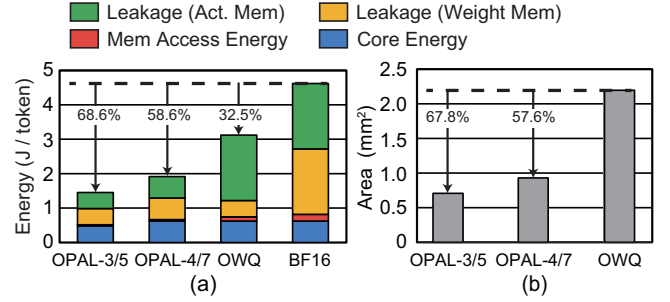 Leakage (Act. Mem) Leakage (Weight Mem)
Mem Access Energy Core Energy
Energy (J / token)
5
4
3
2
1
0
68.6% 58.6% 32.5%
OPAL-3/5 OPAL-4/7 OWQ BF16
(a)
Area (mm²)
2.5
2.0
1.5
1.0
0.5
0.0
67.8% 57.6%
OPAL-3/5 OPAL-4/7 OWQ
(b)